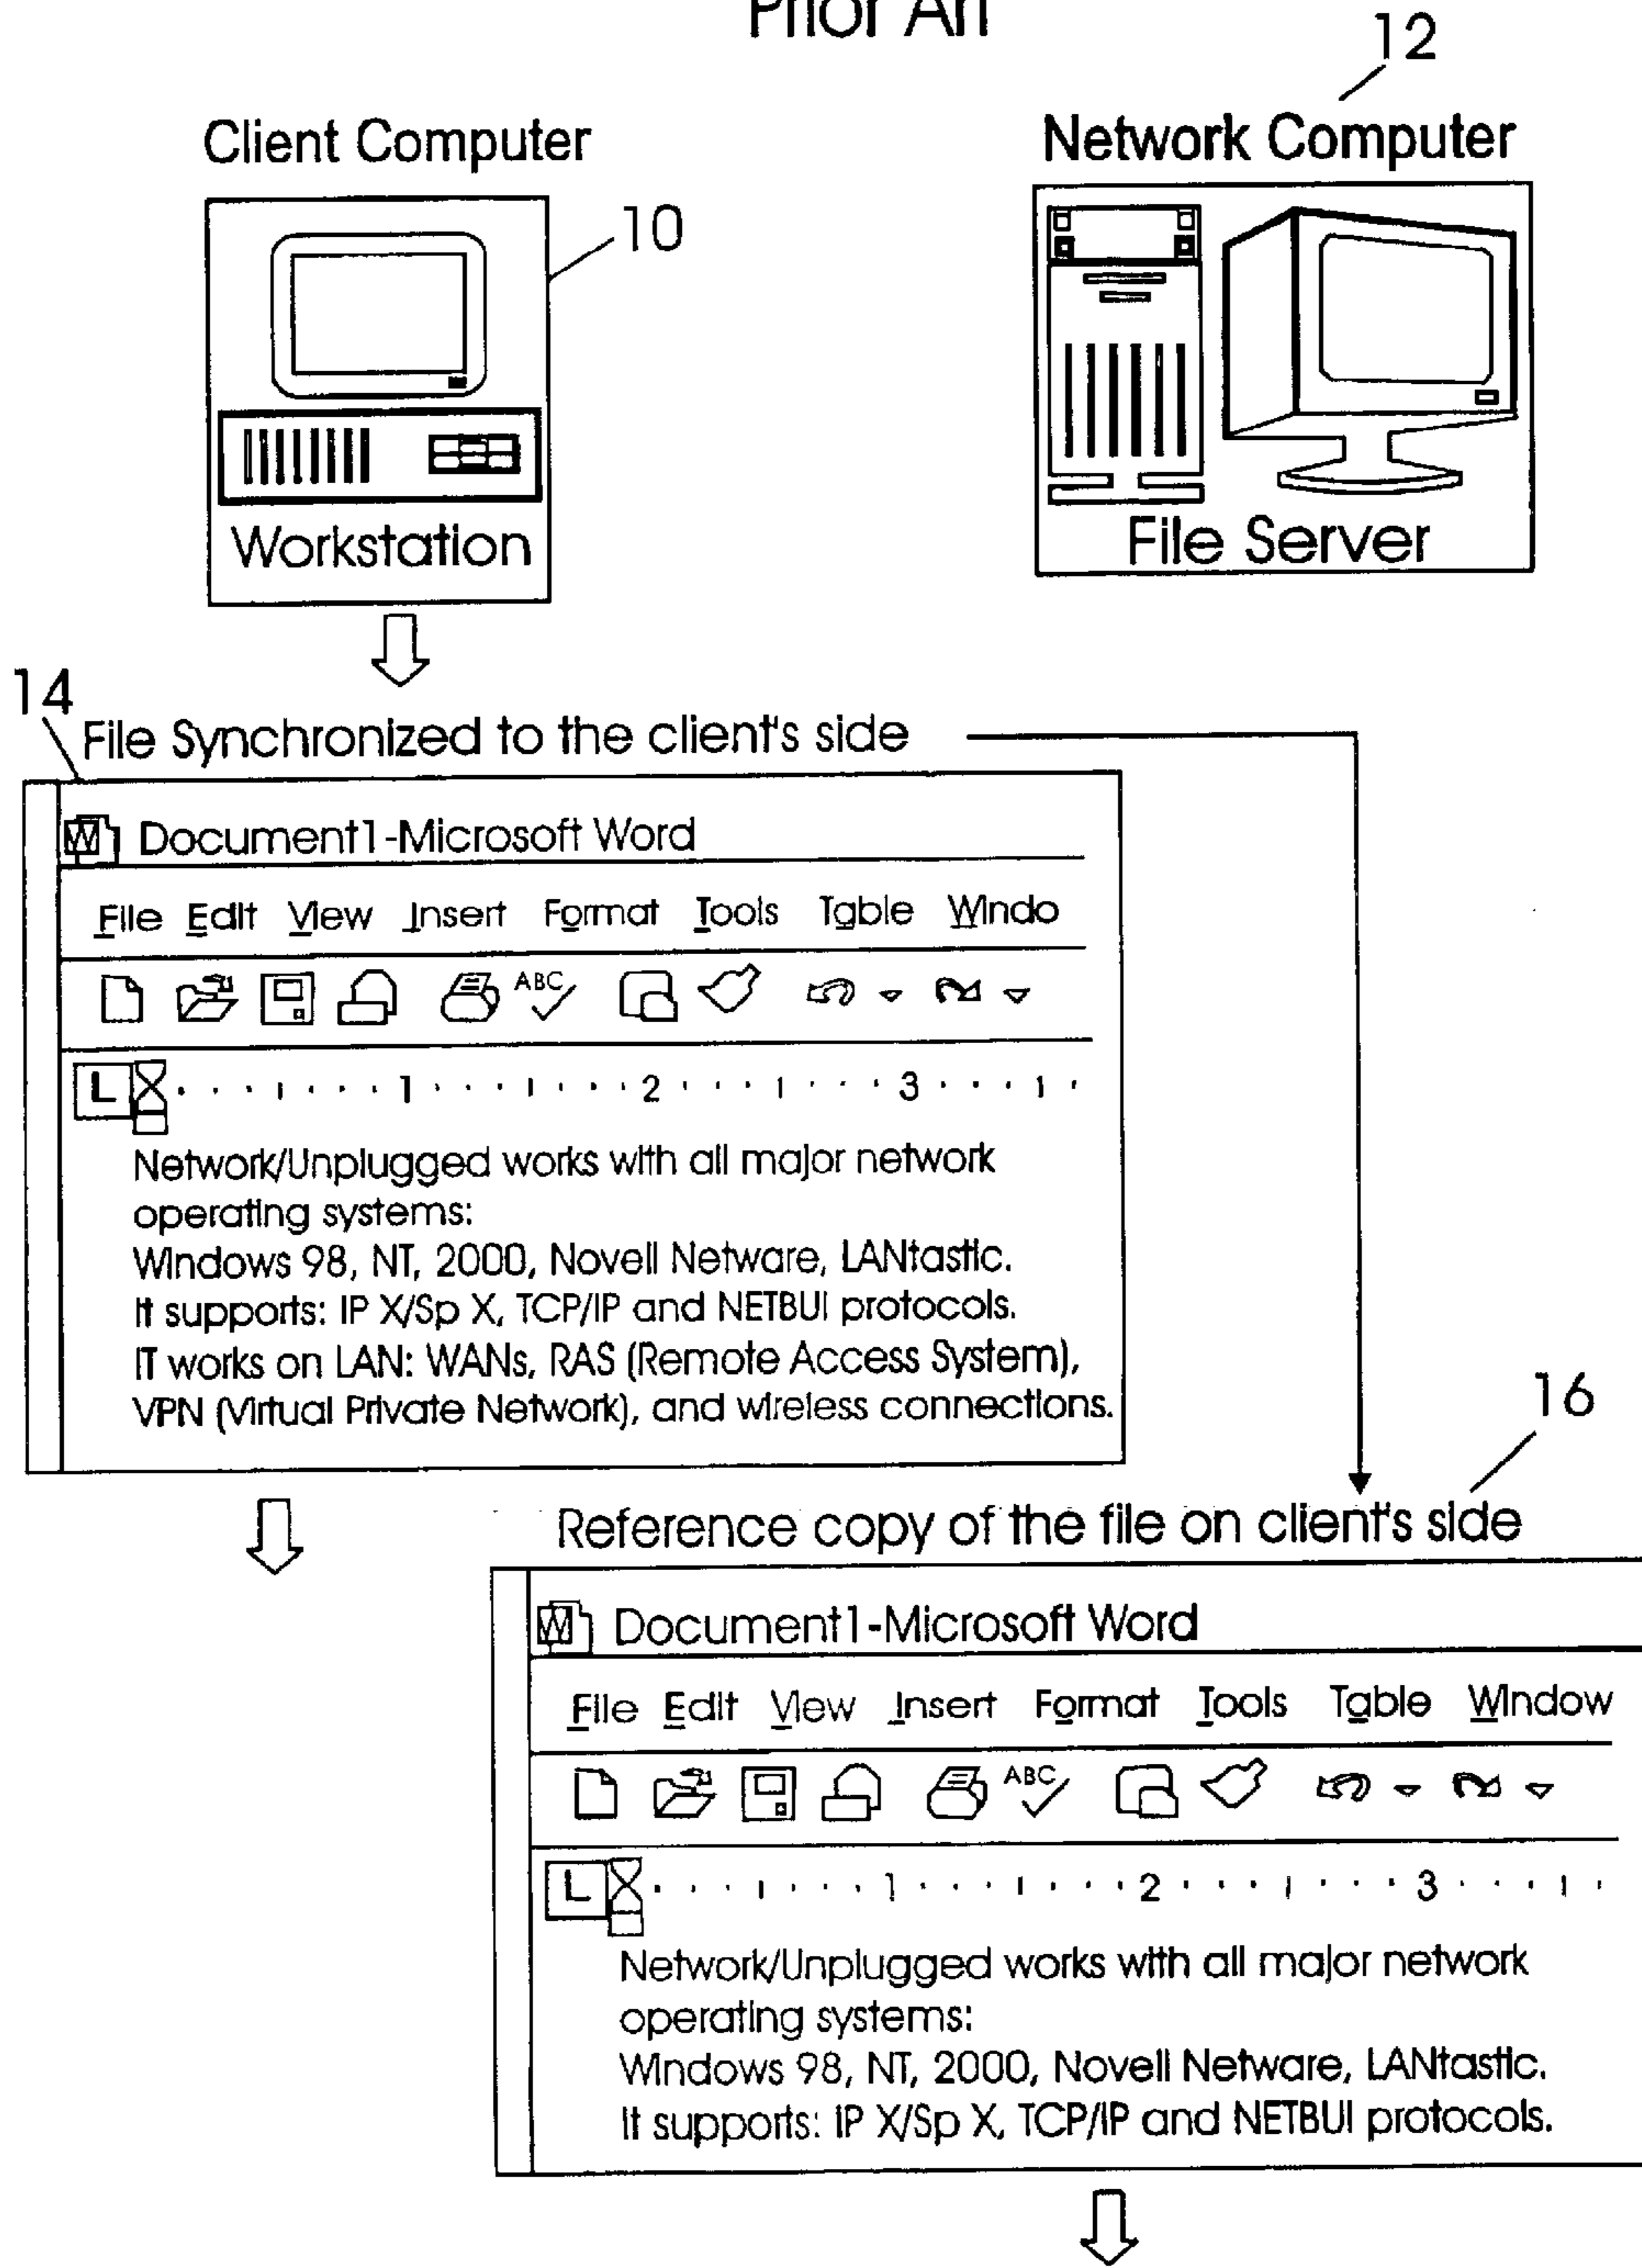 Prior Art
12
Client Computer
Network Computer
10
Workstation
File Server
14
File Synchronized to the client's side
Document1-Microsoft Word
File Edit View Insert Format Tools Table Windo
ABC
L 1 2 3
Network/Unplugged works with all major network
operating systems:
Windows 98, NT, 2000, Novell Netware, LANtastic.
It supports: IP X/Sp X, TCP/IP and NETBUI protocols.
IT works on LAN: WANs, RAS (Remote Access System),
VPN (Virtual Private Network), and wireless connections.
16
Reference copy of the file on client's side
Document1-Microsoft Word
File Edit View Insert Format Tools Table Window
ABC
L 1 2 3
Network/Unplugged works with all major network
operating systems:
Windows 98, NT, 2000, Novell Netware, LANtastic.
It supports: IP X/Sp X, TCP/IP and NETBUI protocols.